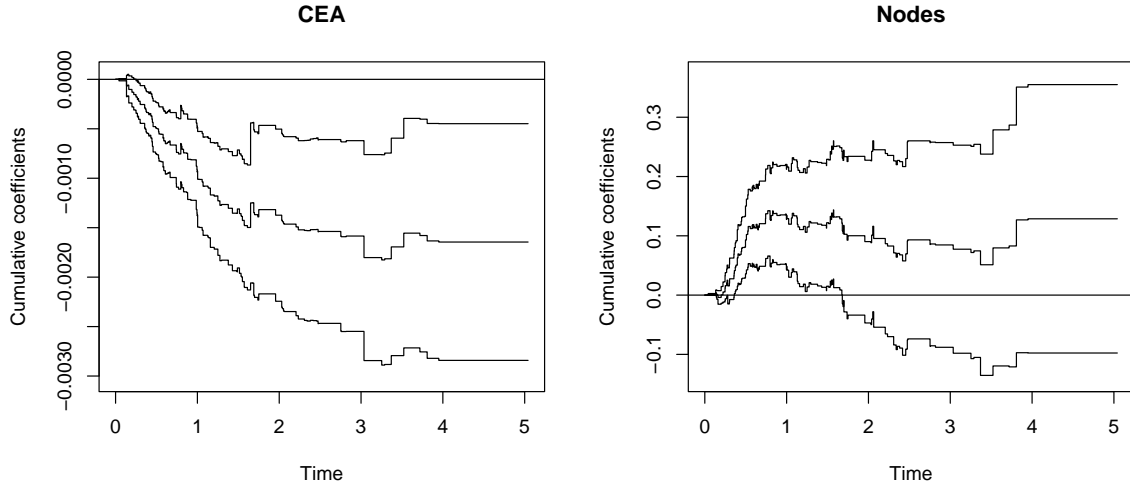 CEA
Cumulative coefficients
0.0000
−0.0010
−0.0020
−0.0030
0 1 2 3 4 5
Time
Nodes
Cumulative coefficients
0.3
0.2
0.1
0.0
−0.1
0 1 2 3 4 5
Time